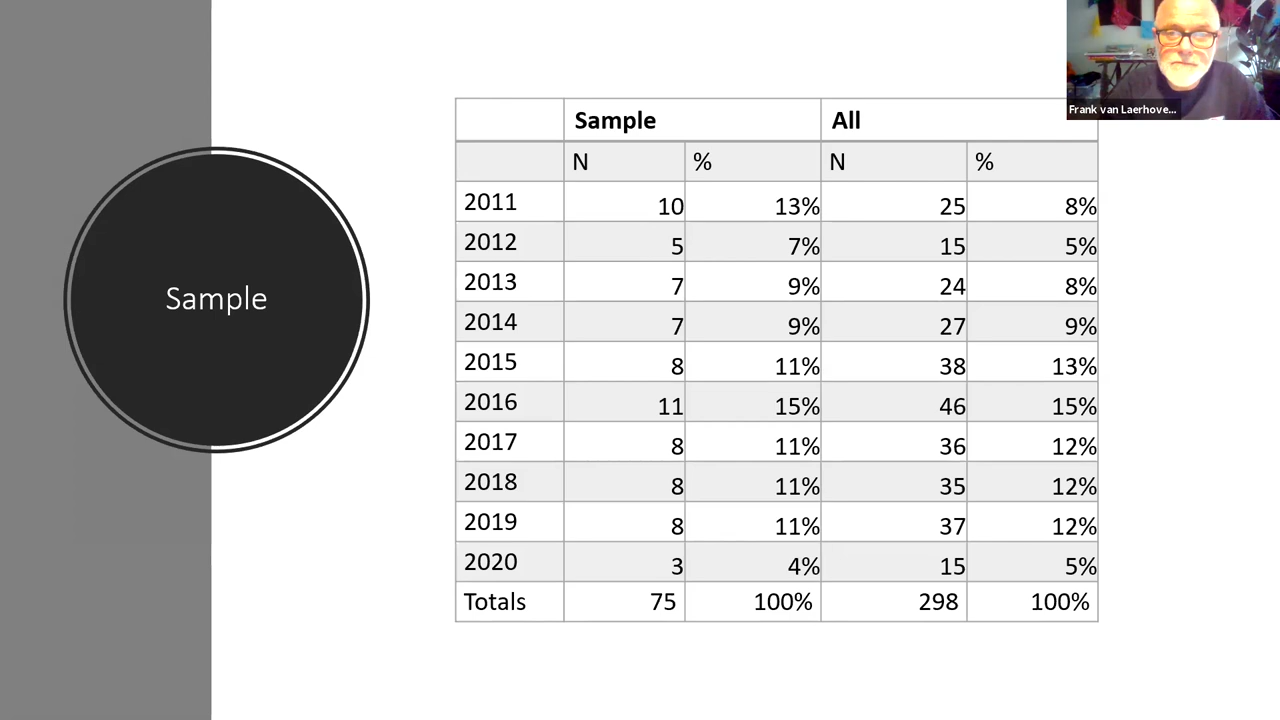 Frank van Laerhove...
Sample
Sample All
N % N %
2011 10 13% 25 8%
2012 5 7% 15 5%
2013 7 9% 24 8%
2014 7 9% 27 9%
2015 8 11% 38 13%
2016 11 15% 46 15%
2017 8 11% 36 12%
2018 8 11% 35 12%
2019 8 11% 37 12%
2020 3 4% 15 5%
Totals 75 100% 298 100%